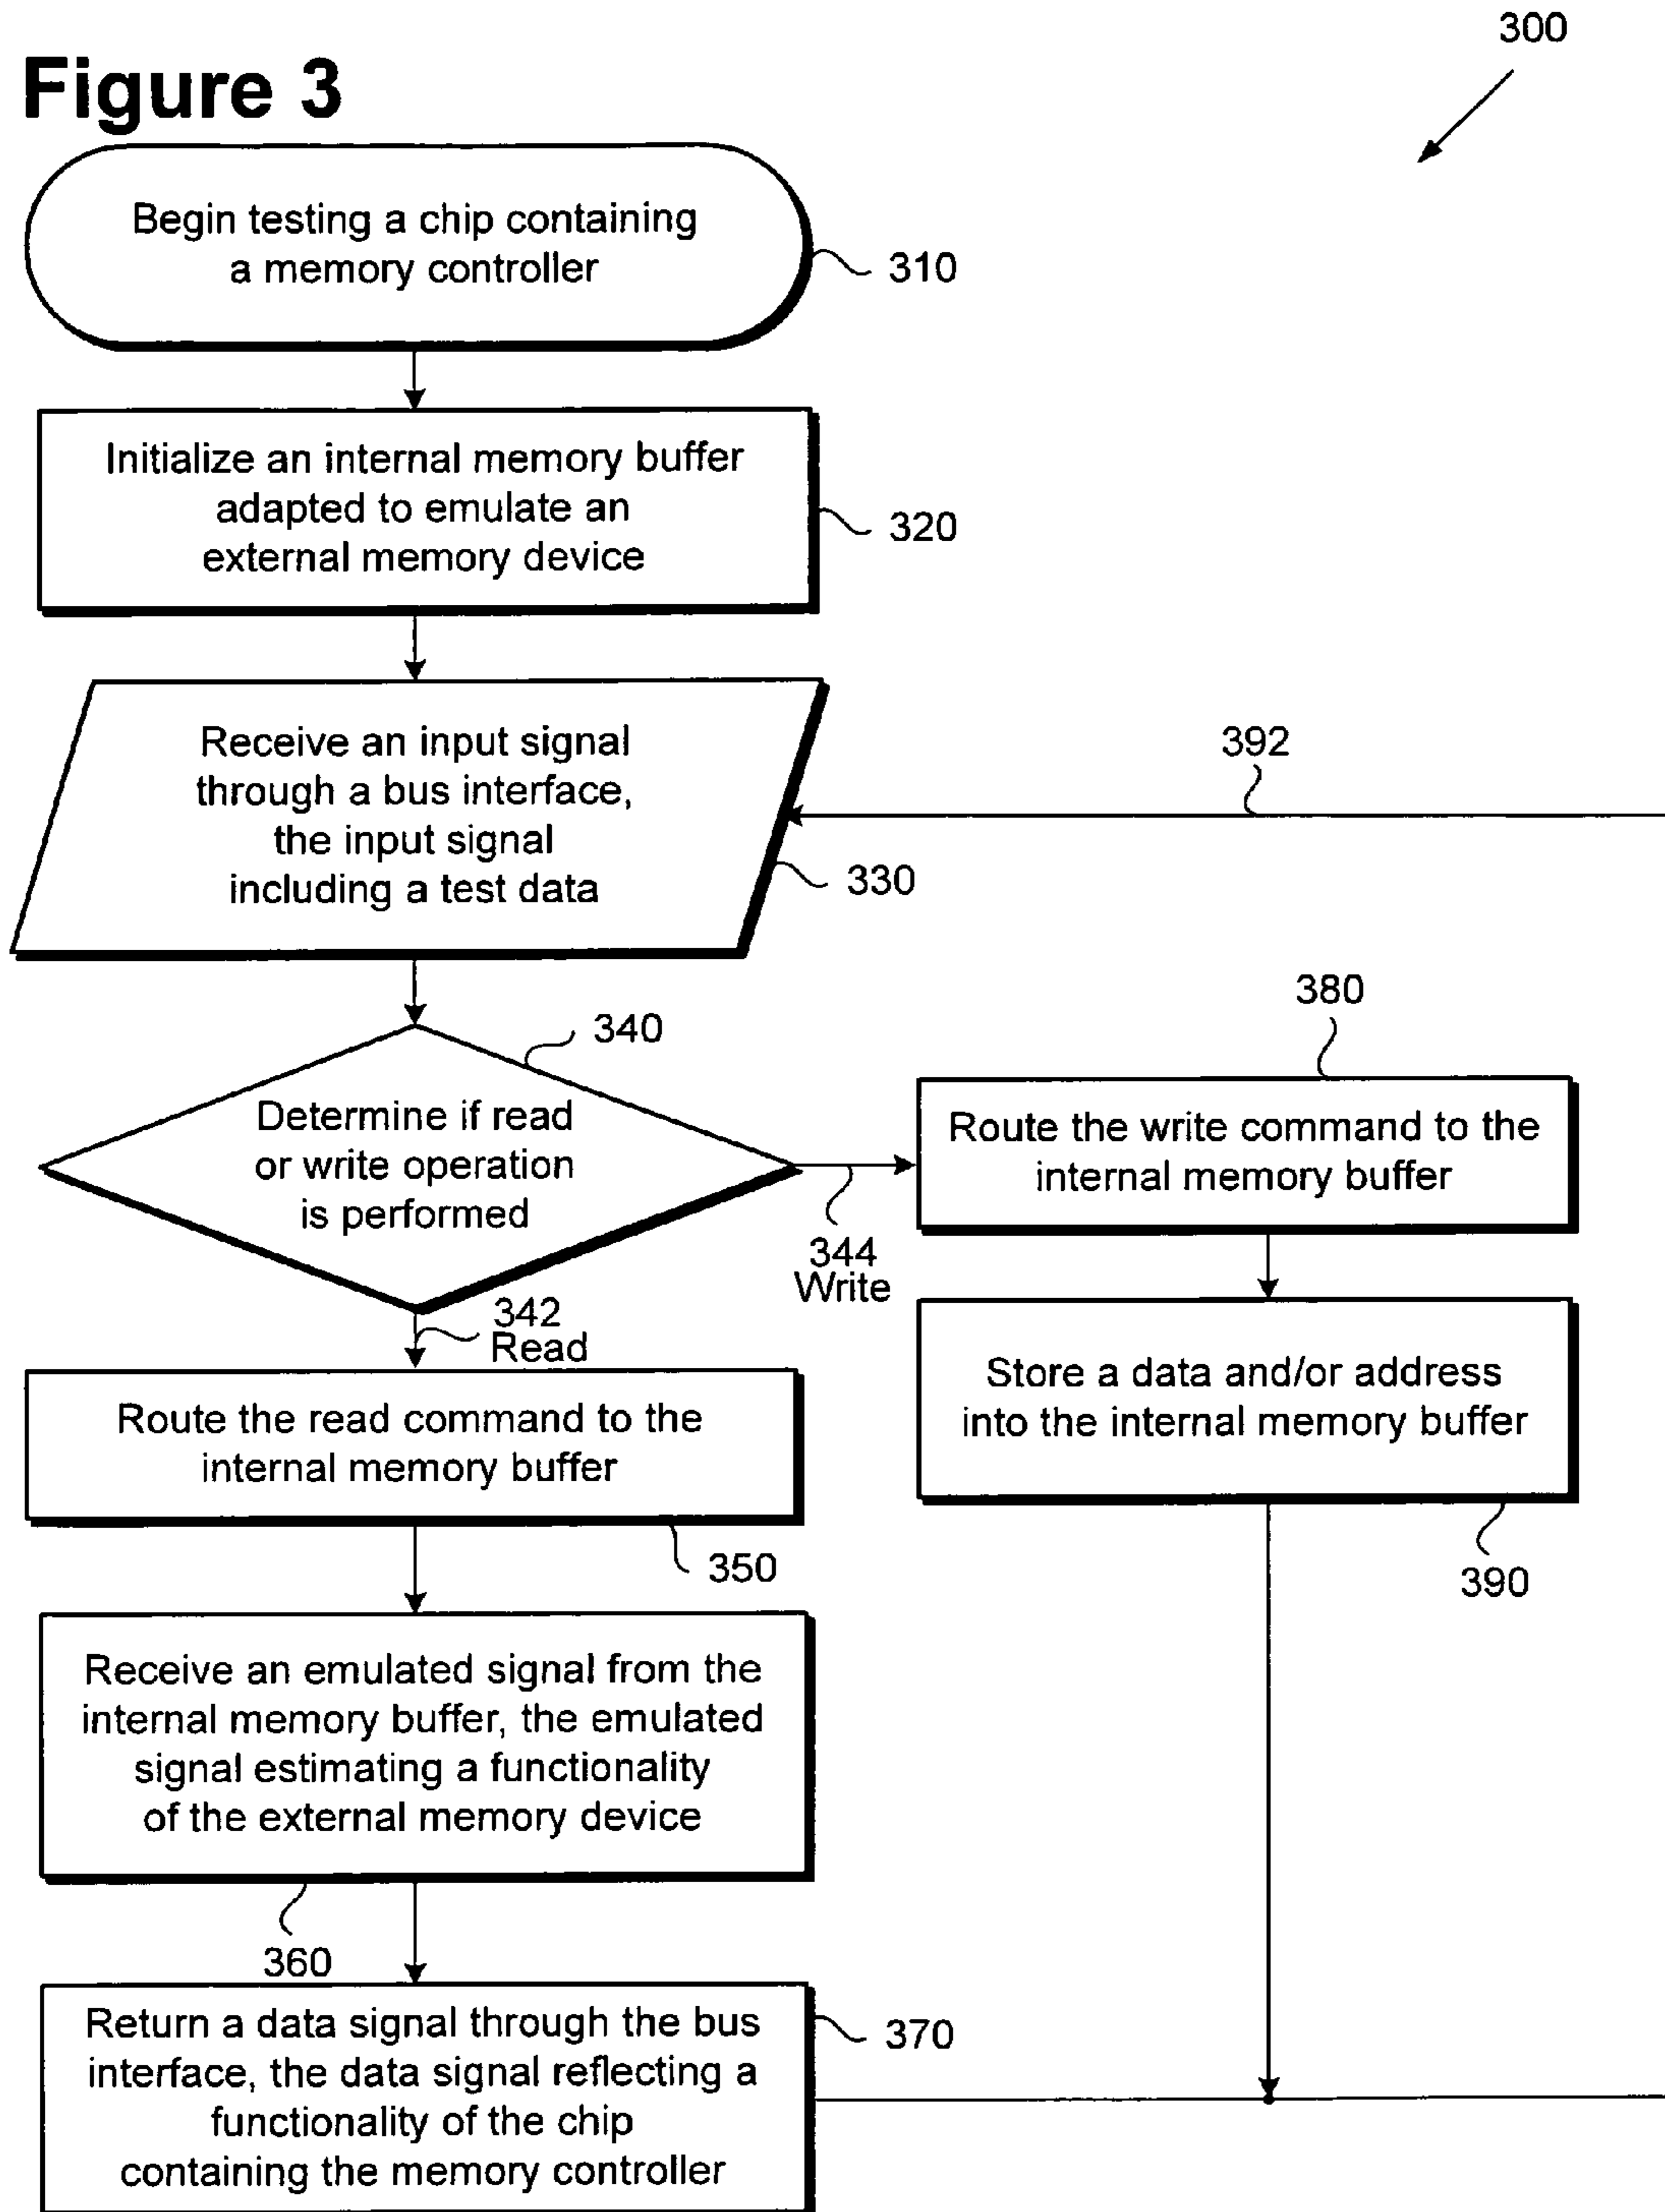 300
Figure 3
Begin testing a chip containing
a memory controller
310
Initialize an internal memory buffer
adapted to emulate an
external memory device
320
Receive an input signal
through a bus interface,
the input signal
including a test data
330
392
340
Determine if read
or write operation
is performed
344
Write
342
Read
380
Route the write command to the
internal memory buffer
Store a data and/or address
into the internal memory buffer
390
Route the read command to the
internal memory buffer
350
Receive an emulated signal from the
internal memory buffer, the emulated
signal estimating a functionality
of the external memory device
360
Return a data signal through the bus
interface, the data signal reflecting a
functionality of the chip
containing the memory controller
370